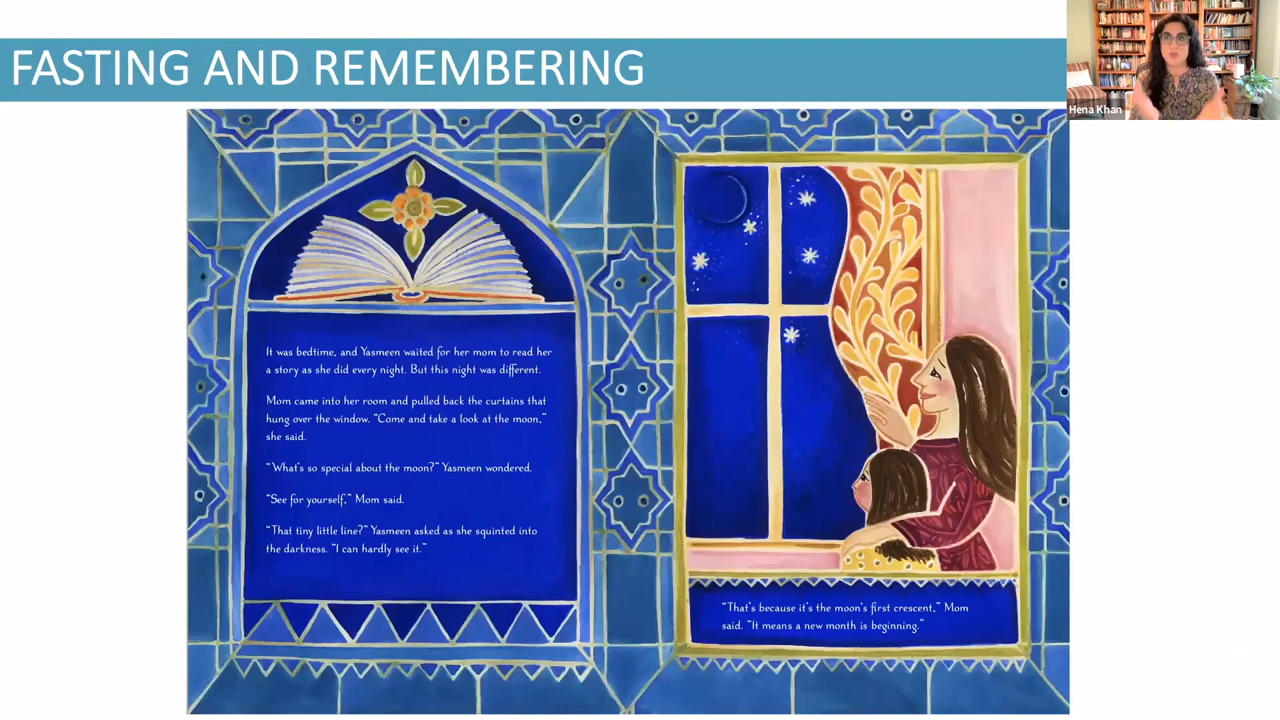 FASTING AND REMEMBERING
Hena Khan
It was bedtime, and Yasmeen waited for her mom to read her
a story as she did every night. But this night was different.
Mom came into her room and pulled back the curtains that
hung over the window. “Come and take a look at the moon,”
she said.
“What’s so special about the moon?” Yasmeen wondered.
“See for yourself,” Mom said.
“That tiny little line?” Yasmeen asked as she squinted into
the darkness. “I can hardly see it.”
“That’s because it’s the moon’s first crescent,” Mom
said. “It means a new month is beginning.”